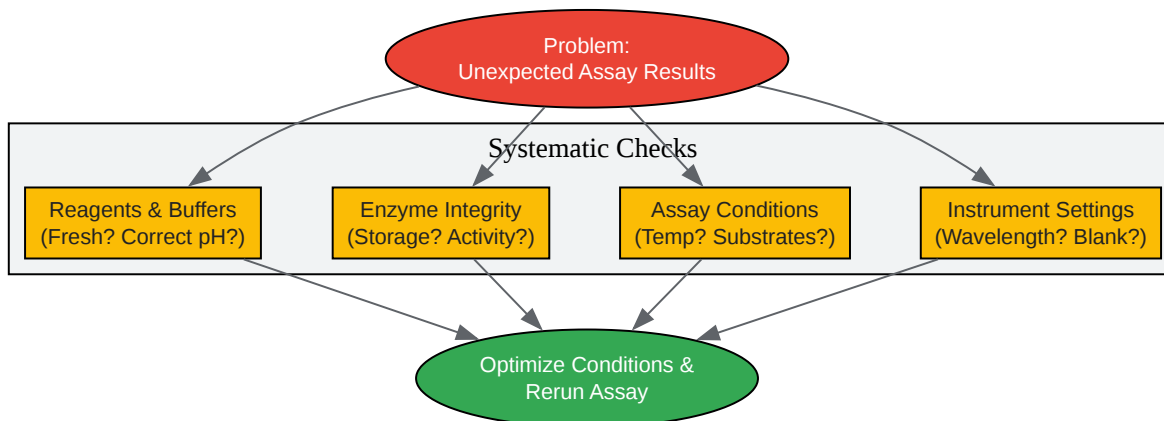 Problem:
Unexpected Assay Results
Systematic Checks
Reagents & Buffers
(Fresh? Correct pH?)
Enzyme Integrity
(Storage? Activity?)
Assay Conditions
(Temp? Substrates?)
Instrument Settings
(Wavelength? Blank?)
Optimize Conditions &
Rerun Assay